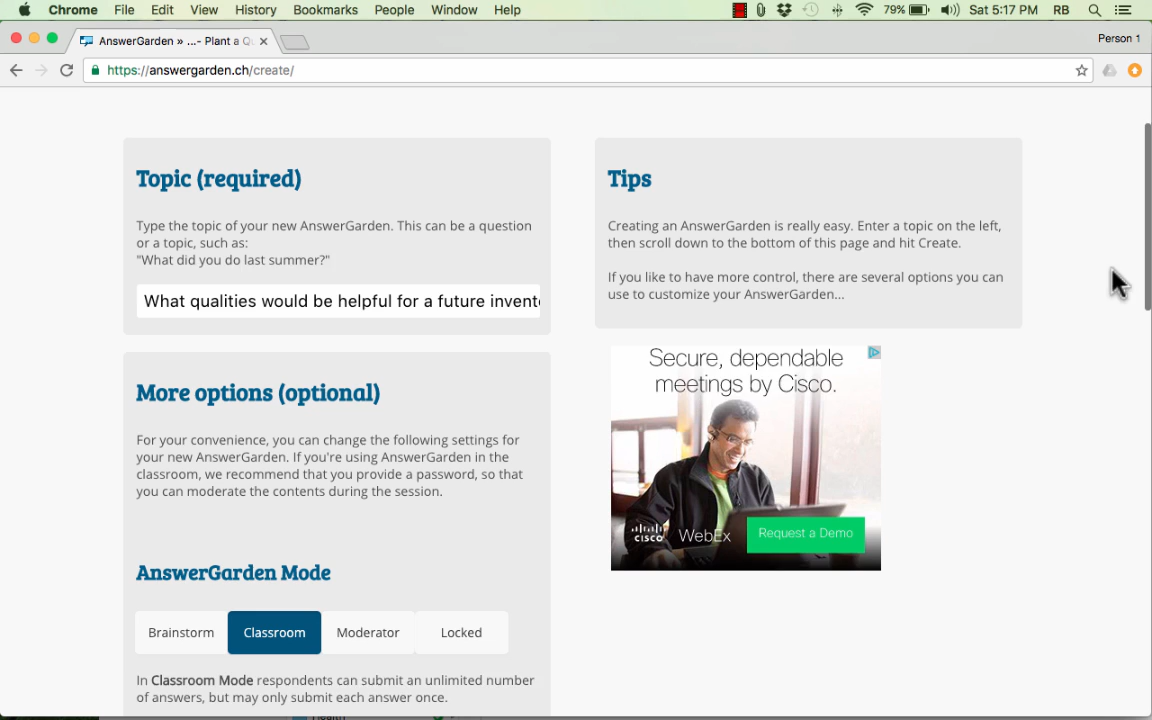 Chrome File Edit View History Bookmarks People Window Help 79% Sat 5:17 PM RB
AnswerGarden » ...- Plant a Q
Person 1
https://answergarden.ch/create/
Topic (required)
Type the topic of your new AnswerGarden. This can be a question
or a topic, such as:
"What did you do last summer?"
What qualities would be helpful for a future invent
Tips
Creating an AnswerGarden is really easy. Enter a topic on the left,
then scroll down to the bottom of this page and hit Create.
If you like to have more control, there are several options you can
use to customize your AnswerGarden...
Secure, dependable
meetings by Cisco.
cisco WebEx Request a Demo
More options (optional)
For your convenience, you can change the following settings for
your new AnswerGarden. If you're using AnswerGarden in the
classroom, we recommend that you provide a password, so that
you can moderate the contents during the session.
AnswerGarden Mode
Brainstorm Classroom Moderator Locked
In Classroom Mode respondents can submit an unlimited number
of answers, but may only submit each answer once.
Health